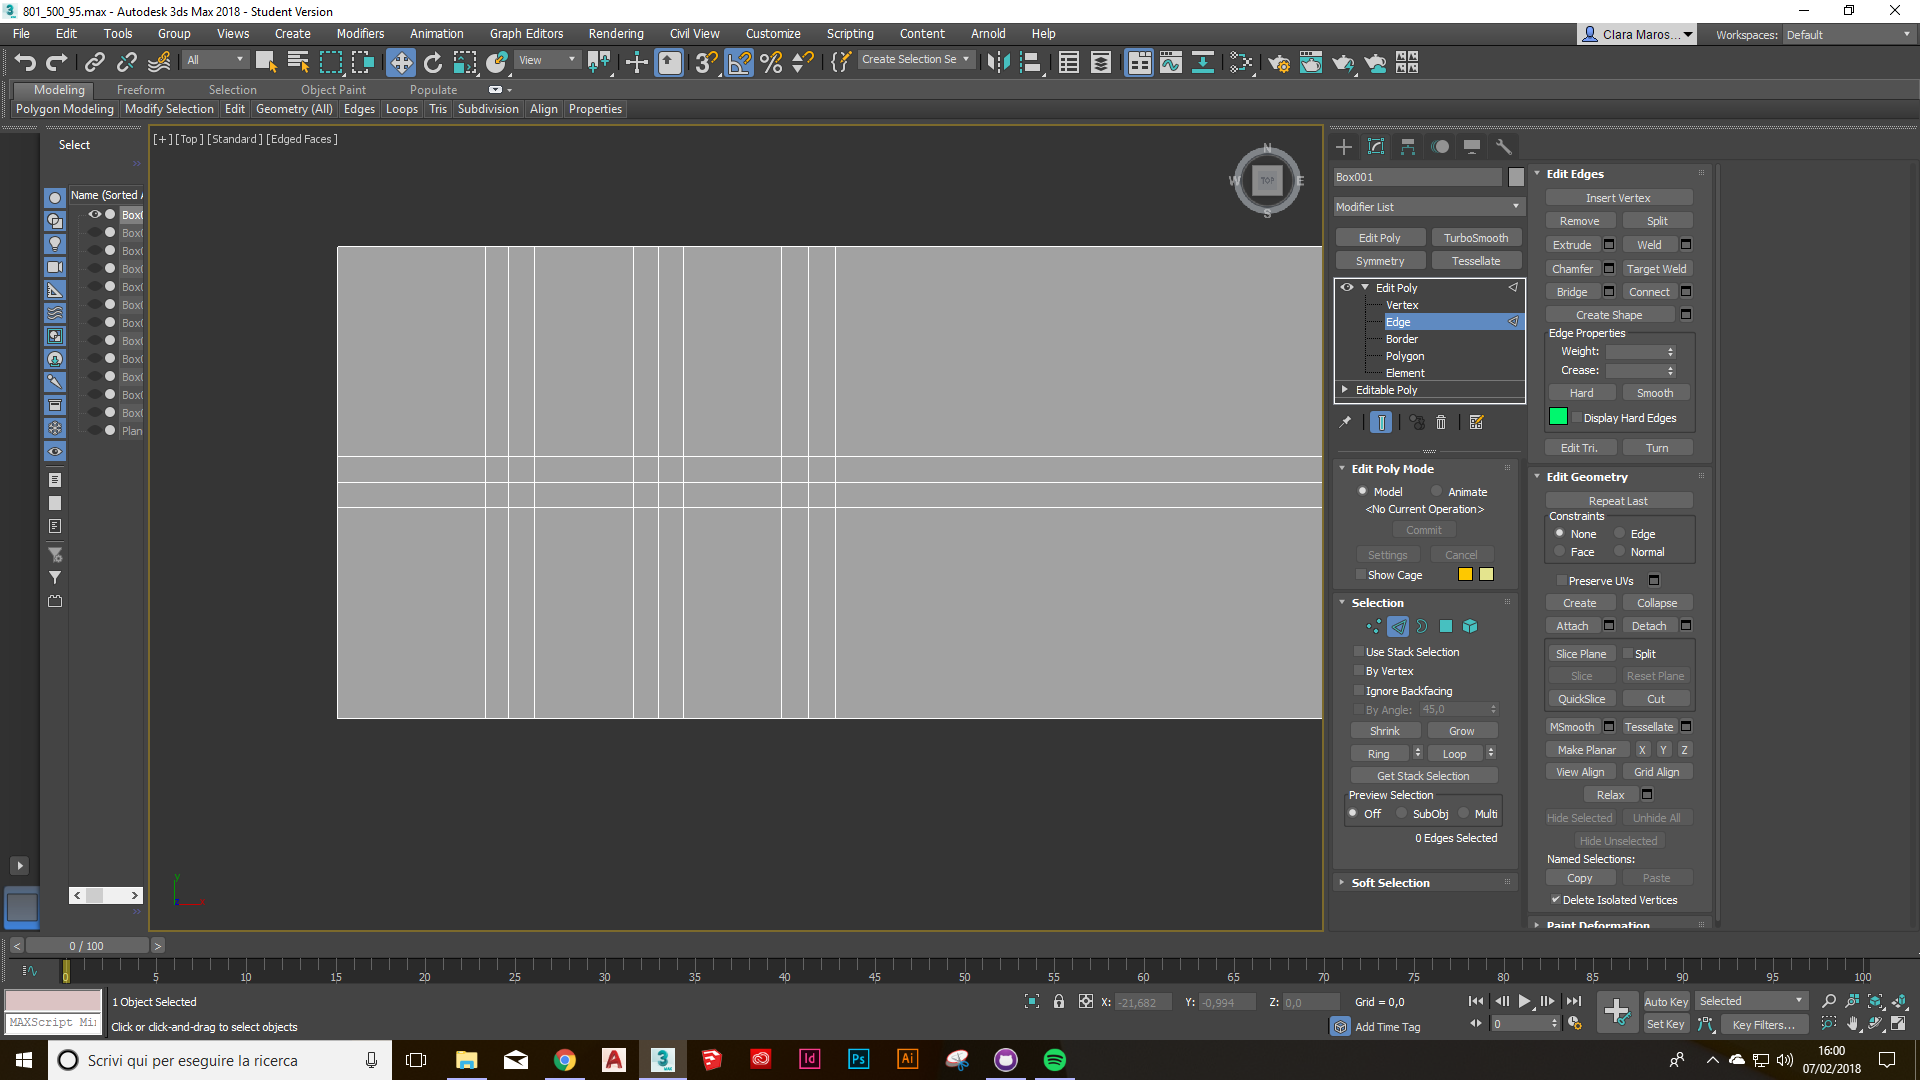 801_500_95.max - Autodesk 3ds Max 2018 - Student Version
File Edit Tools Group Views Create Modifiers Animation Graph Editors Rendering Civil View Customize Scripting Content Arnold Help
Clara Maros... Workspaces: Default
All View Create Selection Se
Modeling Freeform Selection Object Paint Populate
Polygon Modeling Modify Selection Edit Geometry (All) Edges Loops Tris Subdivision Align Properties
Select
[+] [Top] [Standard] [Edged Faces]
N
W TOP E
S
Name (Sorted A
Box0
Box0
Box0
Box0
Box0
Box0
Box0
Box0
Box0
Box0
Box0
Box0
Plan
Box001
Modifier List
Edit Poly TurboSmooth
Symmetry Tessellate
Edit Poly
Vertex
Edge
Border
Polygon
Element
Editable Poly
Edit Poly Mode
Model Animate
<No Current Operation>
Commit
Settings Cancel
Show Cage
Selection
Use Stack Selection
By Vertex
Ignore Backfacing
By Angle: 45,0
Shrink Grow
Ring Loop
Get Stack Selection
Preview Selection
Off SubObj Multi
0 Edges Selected
Soft Selection
Edit Edges
Insert Vertex
Remove Split
Extrude Weld
Chamfer Target Weld
Bridge Connect
Create Shape
Edge Properties
Weight:
Crease:
Hard Smooth
Display Hard Edges
Edit Tri. Turn
Edit Geometry
Repeat Last
Constraints
None Edge
Face Normal
Preserve UVs
Create Collapse
Attach Detach
Slice Plane Split
Slice Reset Plane
QuickSlice Cut
MSmooth Tessellate
Make Planar X Y Z
View Align Grid Align
Relax
Hide Selected Unhide All
Hide Unselected
Named Selections:
Copy Paste
Delete Isolated Vertices
Paint Deformation
y
< 0 / 100 >
0 5 10 15 20 25 30 35 40 45 50 55 60 65 70 75 80 85 90 95 100
1 Object Selected
X: -21,682 Y: -0,994 Z: 0,0 Grid = 0,0
Auto Key Selected
MAXScript Mi
Click or click-and-drag to select objects
Add Time Tag
0
Set Key Key Filters...
Scrivi qui per eseguire la ricerca
16:00
07/02/2018